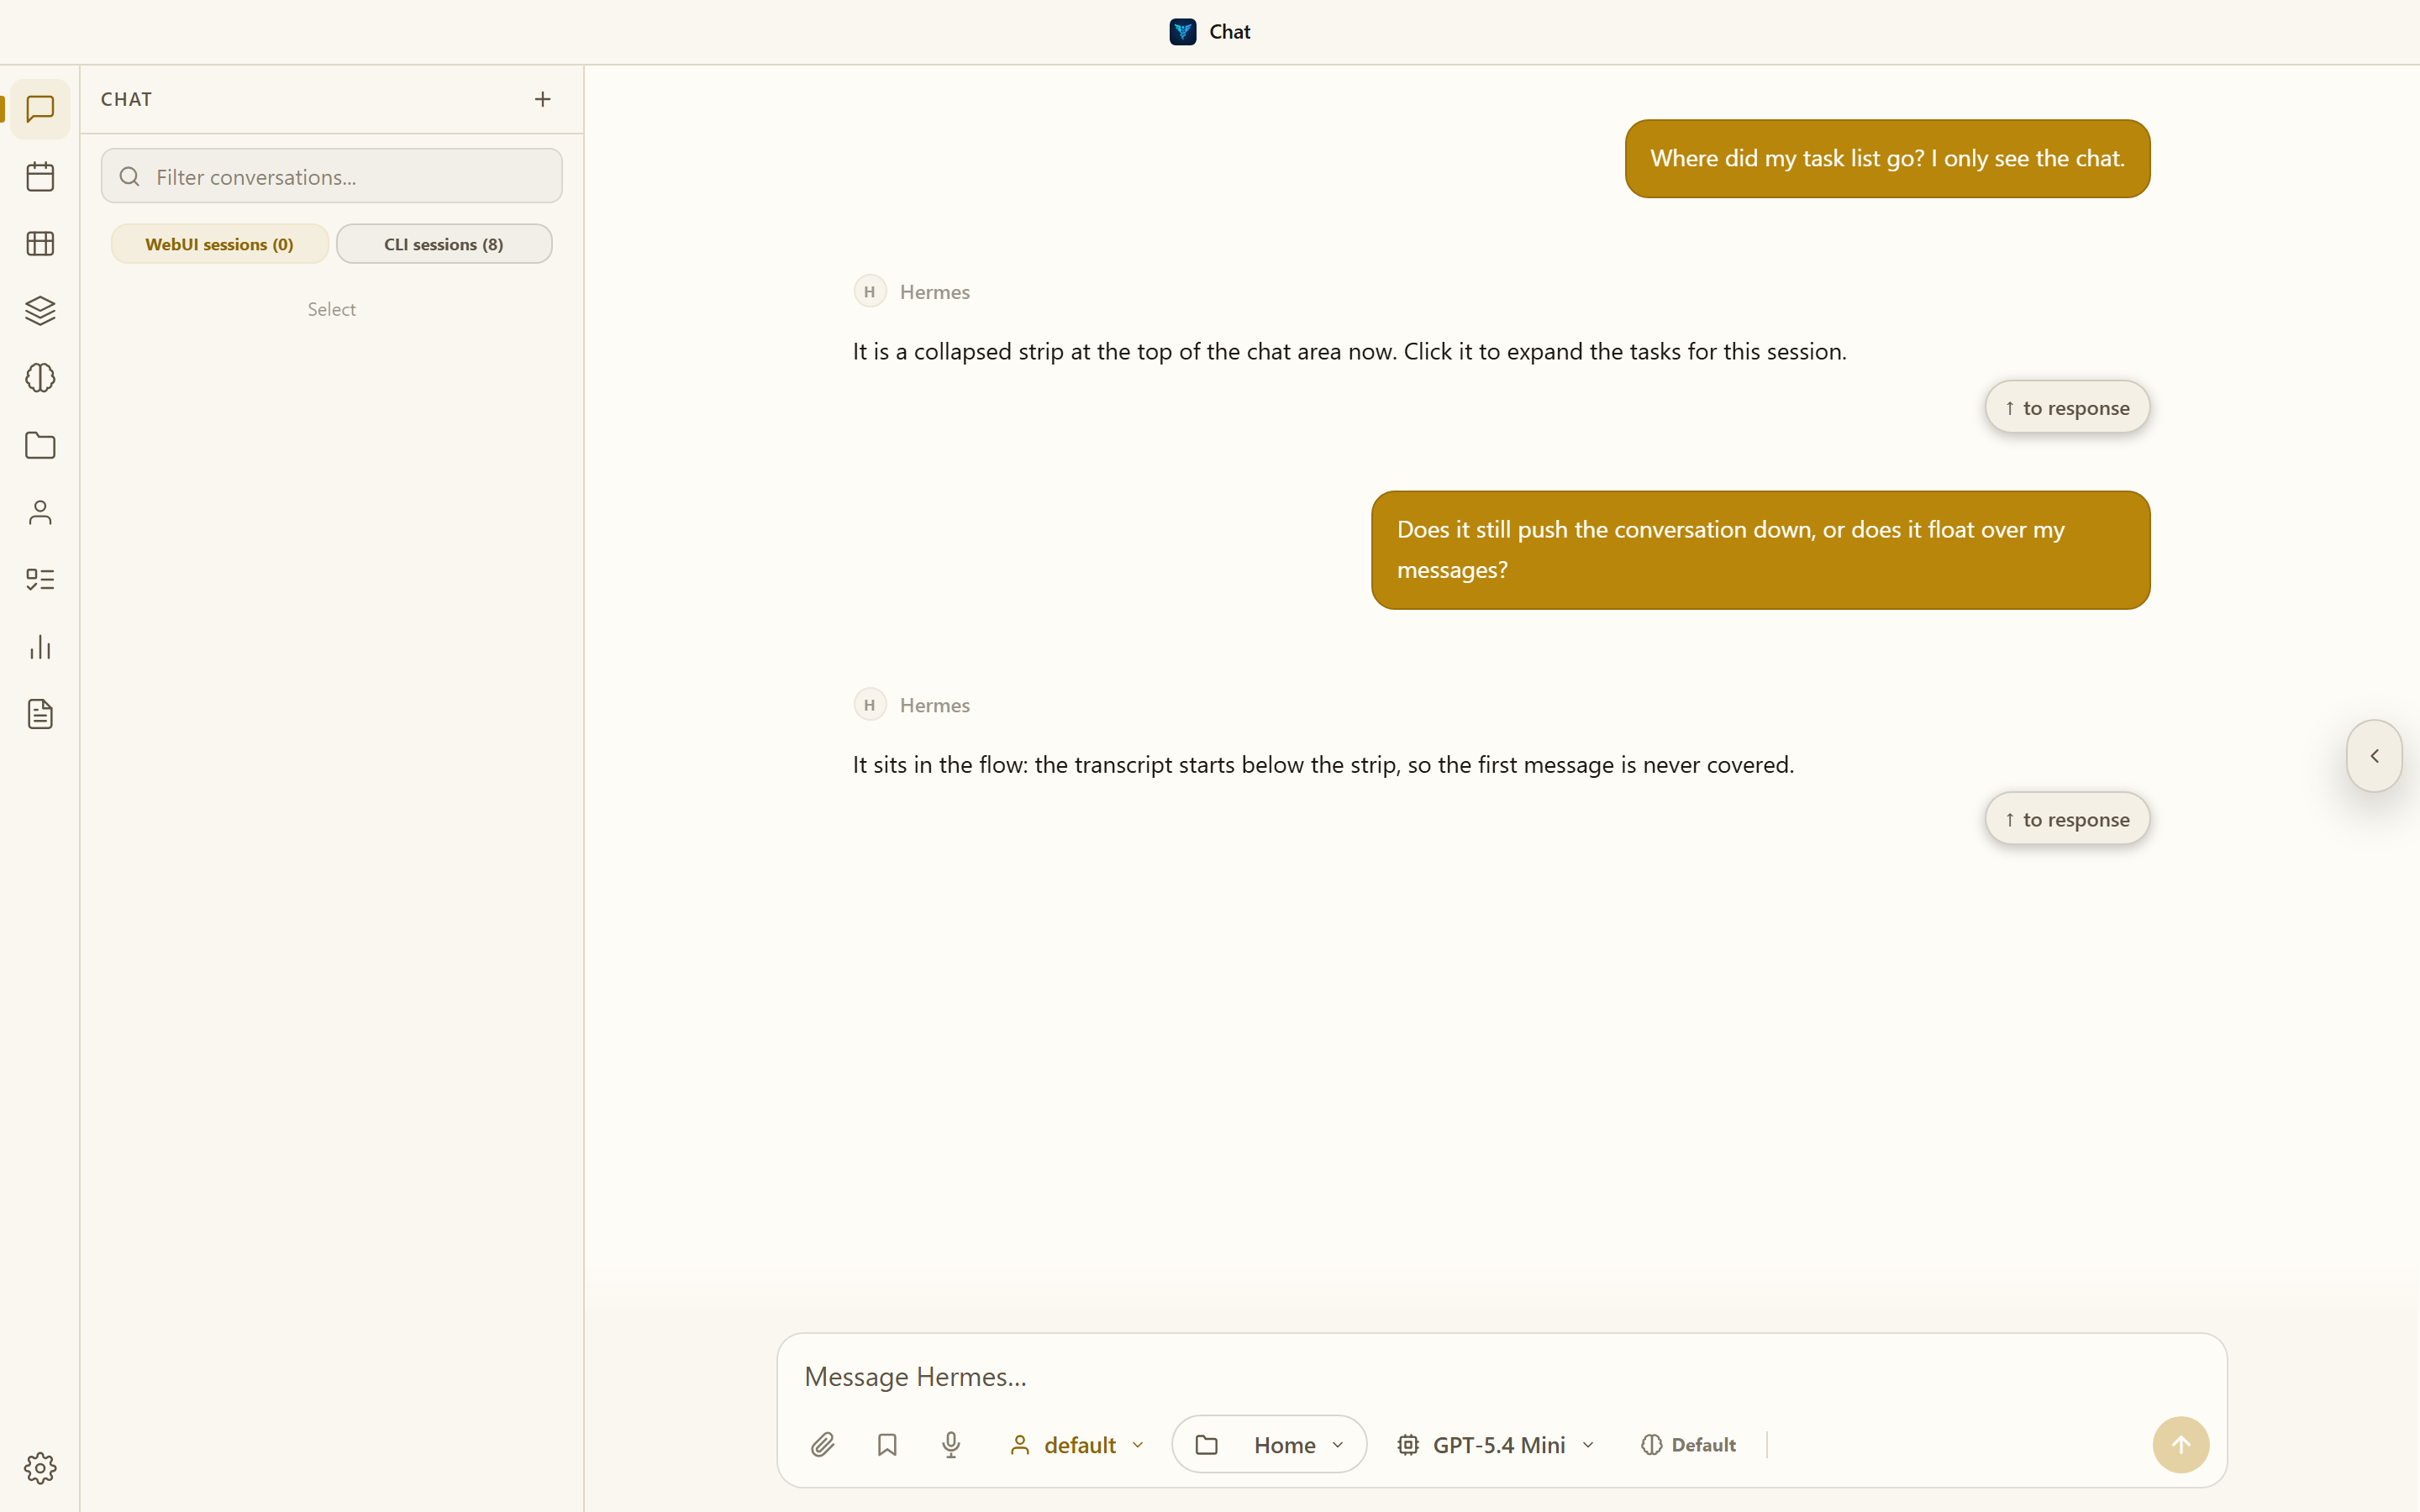 Chat
CHAT
Filter conversations...
WebUI sessions (0)
CLI sessions (8)
Select
Where did my task list go? I only see the chat.
H Hermes
It is a collapsed strip at the top of the chat area now. Click it to expand the tasks for this session.
↑ to response
Does it still push the conversation down, or does it float over my
messages?
H Hermes
It sits in the flow: the transcript starts below the strip, so the first message is never covered.
↑ to response
Message Hermes...
default
Home
GPT-5.4 Mini
Default